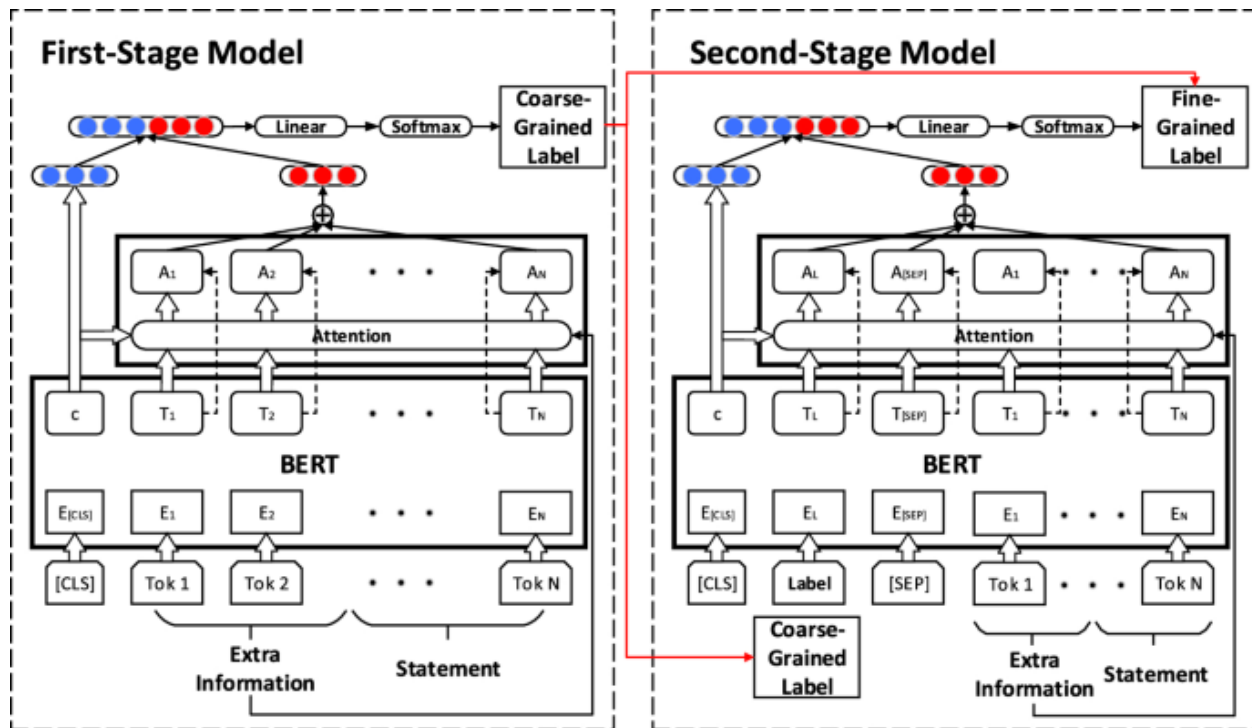 First-Stage Model
Coarse-
Grained
Label
Linear
Softmax
A1
A2
AN
Attention
c
T1
T2
TN
BERT
E[CLS]
E1
E2
EN
[CLS]
Tok 1
Tok 2
Tok N
Extra
Information
Statement
Second-Stage Model
Fine-
Grained
Label
Linear
Softmax
AL
A[SEP]
A1
AN
Attention
c
TL
T[SEP]
T1
TN
BERT
E[CLS]
EL
E[SEP]
E1
EN
[CLS]
Label
[SEP]
Tok 1
Tok N
Coarse-
Grained
Label
Extra
Information
Statement